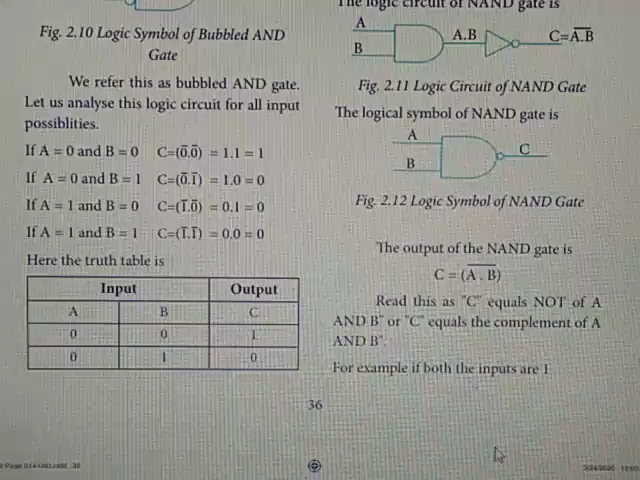 Fig. 2.10 Logic Symbol of Bubbled AND
Gate
We refer this as bubbled AND gate.
Let us analyse this logic circuit for all input
possiblities.
If A = 0 and B = 0 C=(0̅.0̅) = 1.1 = 1
If A = 0 and B = 1 C=(0̅.1̅) = 1.0 = 0
If A = 1 and B = 0 C=(1̅.0̅) = 0.1 = 0
If A = 1 and B = 1 C=(1̅.1̅) = 0.0 = 0
Here the truth table is
Input Output
A B C
0 0 1
0 1 0
The logic circuit of NAND gate is
A
B
A.B
C=A̅.̅B̅
Fig. 2.11 Logic Circuit of NAND Gate
The logical symbol of NAND gate is
A
B
C
Fig. 2.12 Logic Symbol of NAND Gate
The output of the NAND gate is
C = (A̅ ̅.̅ ̅B̅)
Read this as "C" equals NOT of A
AND B" or "C" equals the complement of A
AND B".
For example if both the inputs are 1
36